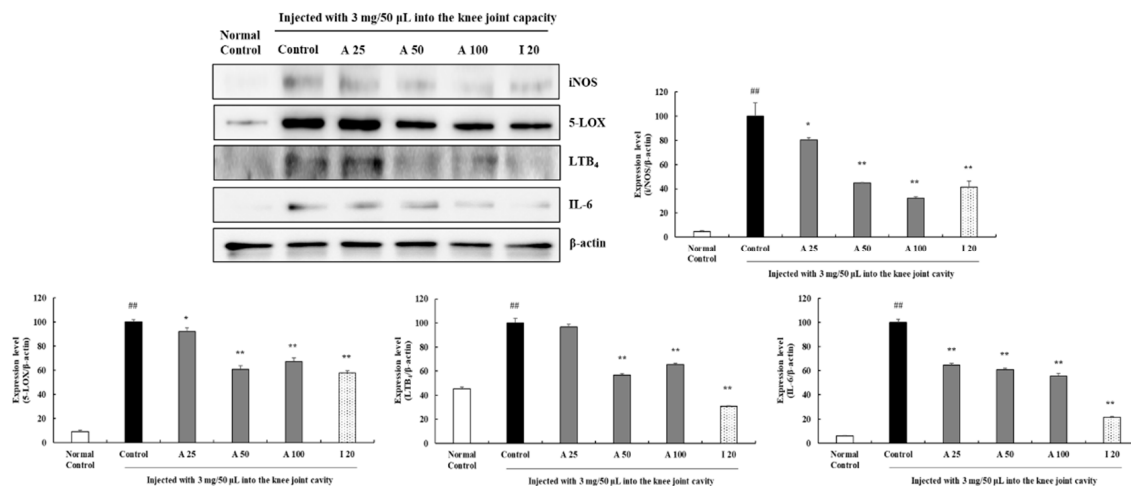 Injected with 3 mg/50 μL into the knee joint capacity
Normal Control
Control A 25 A 50 A 100 I 20
iNOS
5-LOX
LTB₄
IL-6
β-actin
Expression level
(i/NOS/β-actin)
120
100
80
60
40
20
0
##
*
**
**
**
Normal Control
Control A 25 A 50 A 100 I 20
Injected with 3 mg/50 μL into the knee joint cavity
Expression level
(5-LOX/β-actin)
120
100
80
60
40
20
0
##
*
**
**
**
Normal Control
Control A 25 A 50 A 100 I 20
Injected with 3 mg/50 μL into the knee joint cavity
Expression level
(LTB₄/β-actin)
120
100
80
60
40
20
0
##
**
**
**
Normal Control
Control A 25 A 50 A 100 I 20
Injected with 3 mg/50 μL into the knee joint cavity
Expression level
(IL-6/β-actin)
120
100
80
60
40
20
0
##
**
**
**
**
Normal Control
Control A 25 A 50 A 100 I 20
Injected with 3 mg/50 μL into the knee joint cavity